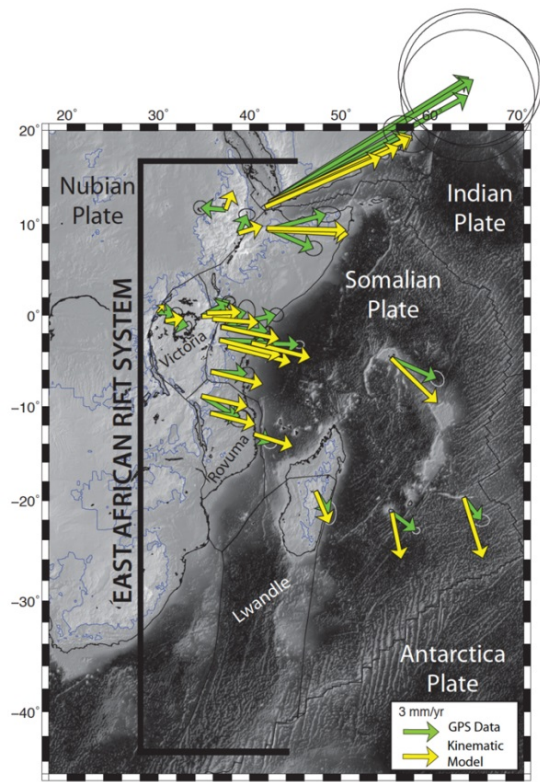 20° 30° 40° 50° 60° 70°
20°
Nubian
Plate
Indian
Plate
10°
Somalian
Plate
0°
Victoria
EAST AFRICAN RIFT SYSTEM
−10°
Rovuma
−20°
Lwandle
−30°
Antarctica
Plate
−40°
3 mm/yr
GPS Data
Kinematic
Model